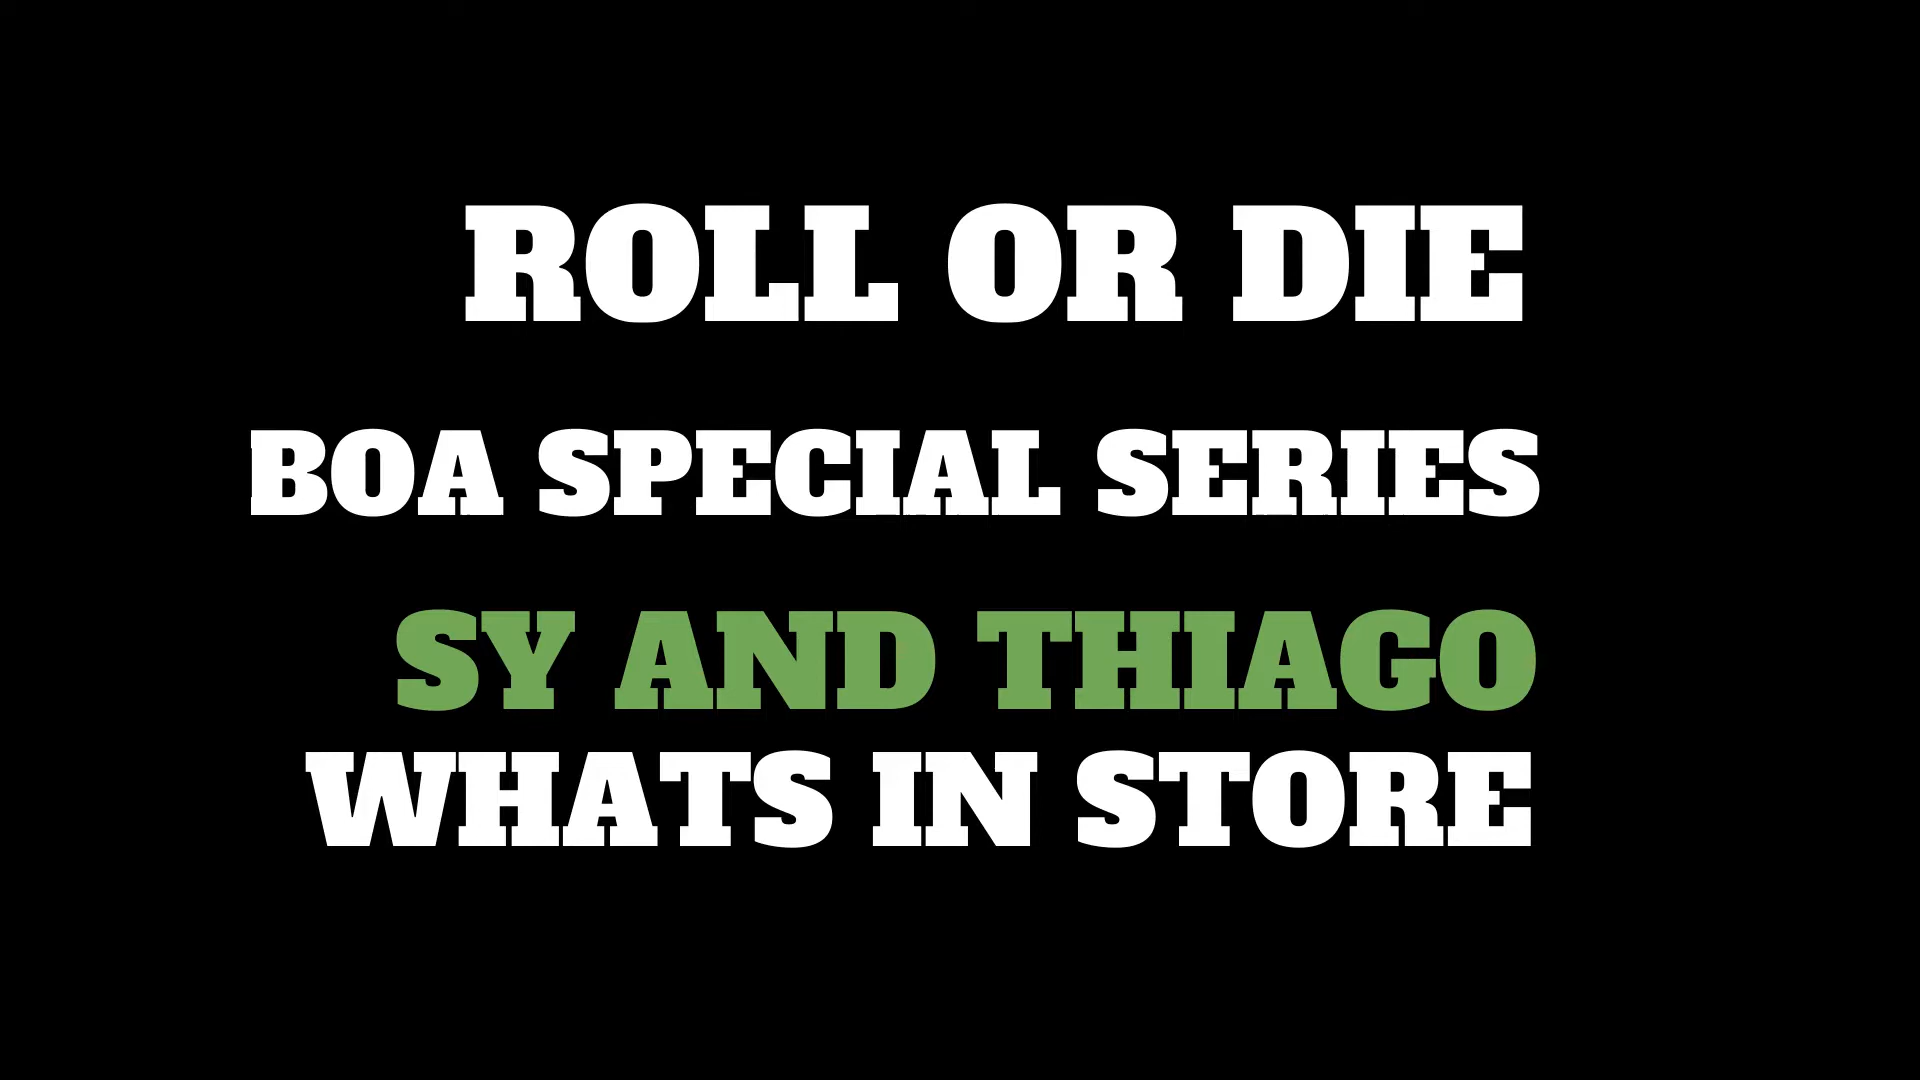 ROLL OR DIE
BOA SPECIAL SERIES
SY AND THIAGO
WHATS IN STORE